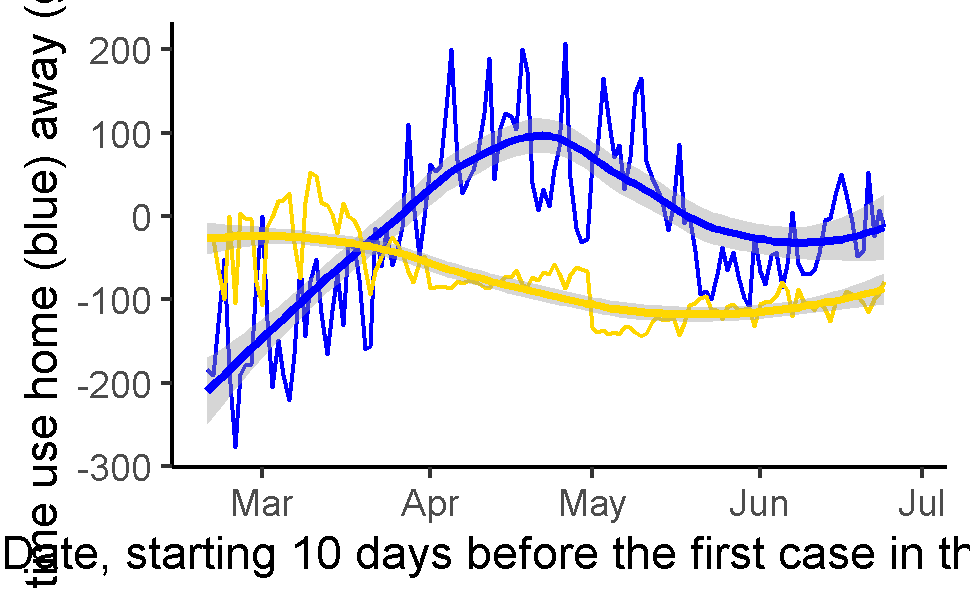 time use home (blue) away (
200
100
0
-100
-200
-300
Mar Apr May Jun Jul
Date, starting 10 days before the first case in th